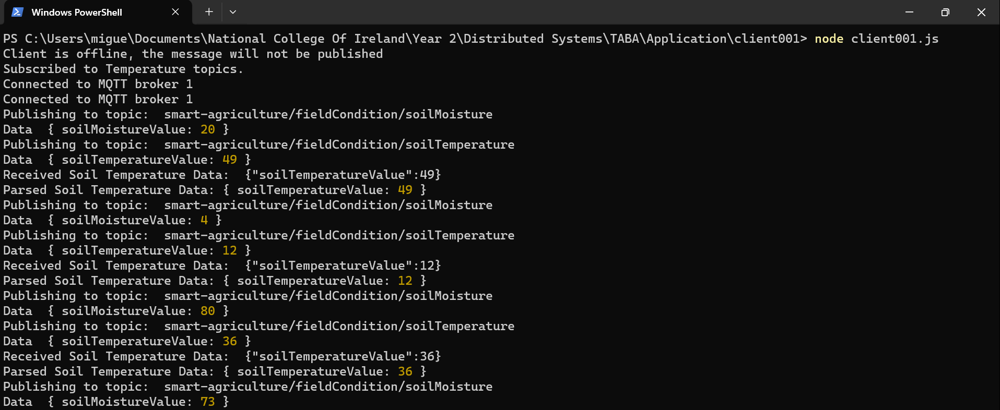 Windows PowerShell
PS C:\Users\migue\Documents\National College Of Ireland\Year 2\Distributed Systems\TABA\Application\client001> node client001.js
Client is offline, the message will not be published
Subscribed to Temperature topics.
Connected to MQTT broker 1
Connected to MQTT broker 1
Publishing to topic:  smart-agriculture/fieldCondition/soilMoisture
Data  { soilMoistureValue: 20 }
Publishing to topic:  smart-agriculture/fieldCondition/soilTemperature
Data  { soilTemperatureValue: 49 }
Received Soil Temperature Data:  {"soilTemperatureValue":49}
Parsed Soil Temperature Data: { soilTemperatureValue: 49 }
Publishing to topic:  smart-agriculture/fieldCondition/soilMoisture
Data  { soilMoistureValue: 4 }
Publishing to topic:  smart-agriculture/fieldCondition/soilTemperature
Data  { soilTemperatureValue: 12 }
Received Soil Temperature Data:  {"soilTemperatureValue":12}
Parsed Soil Temperature Data: { soilTemperatureValue: 12 }
Publishing to topic:  smart-agriculture/fieldCondition/soilMoisture
Data  { soilMoistureValue: 80 }
Publishing to topic:  smart-agriculture/fieldCondition/soilTemperature
Data  { soilTemperatureValue: 36 }
Received Soil Temperature Data:  {"soilTemperatureValue":36}
Parsed Soil Temperature Data: { soilTemperatureValue: 36 }
Publishing to topic:  smart-agriculture/fieldCondition/soilMoisture
Data  { soilMoistureValue: 73 }